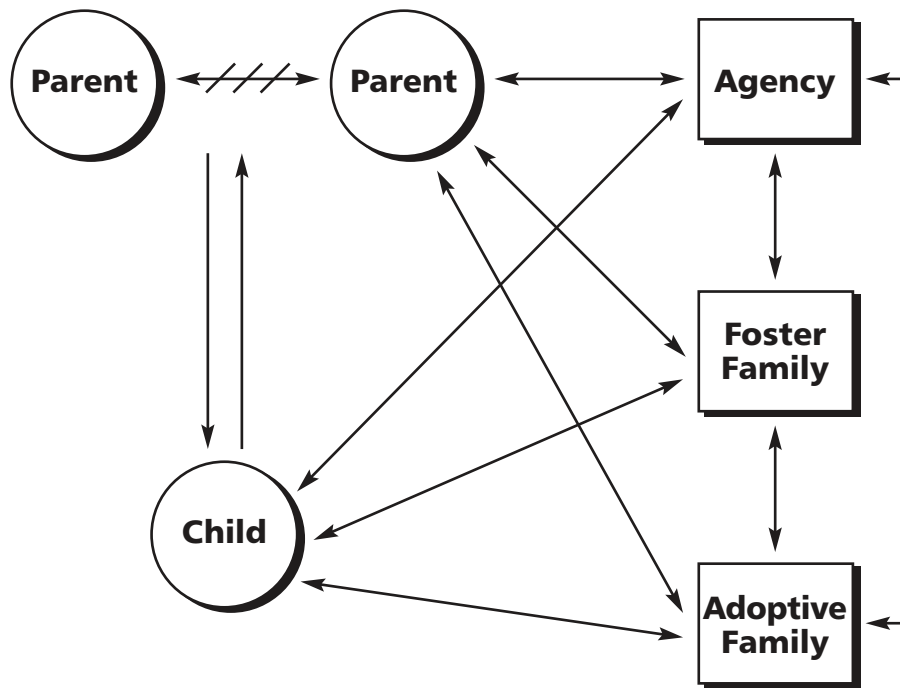 Parent
Parent
Agency
Foster
Family
Child
Adoptive
Family